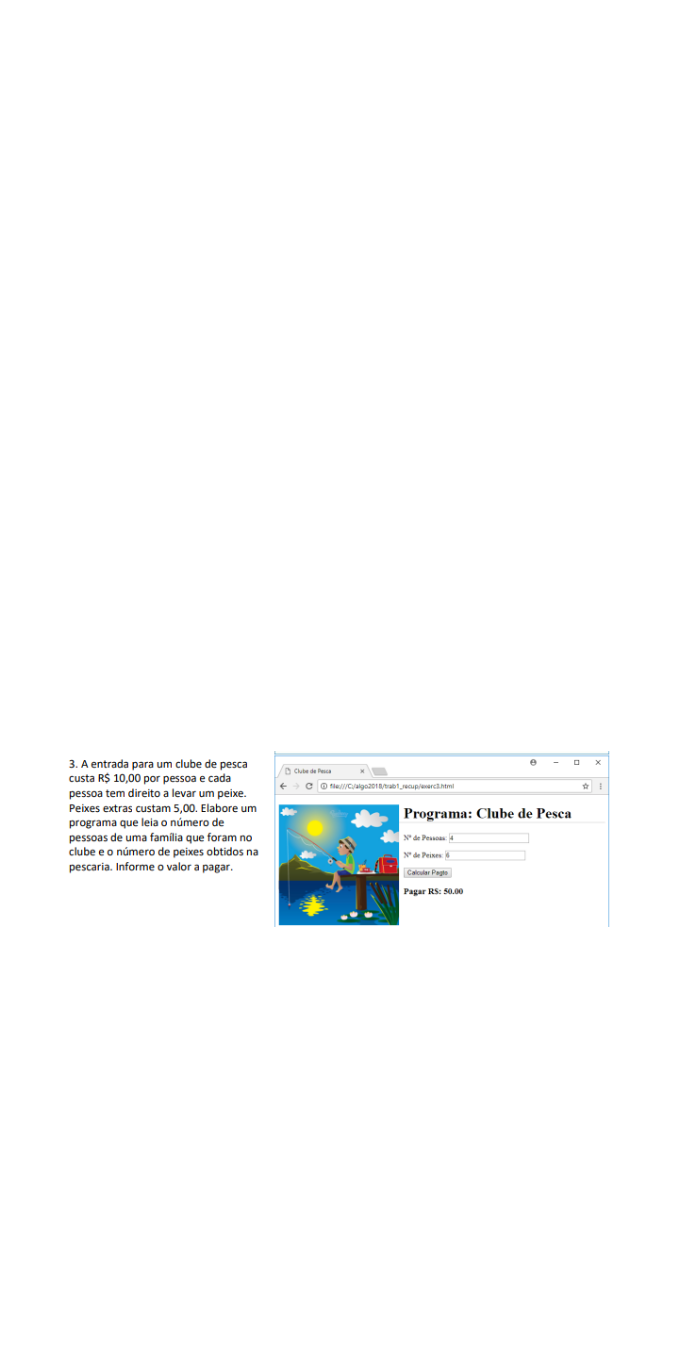 3. A entrada para um clube de pesca
custa R$ 10,00 por pessoa e cada
pessoa tem direito a levar um peixe.
Peixes extras custam 5,00. Elabore um
programa que leia o número de
pessoas de uma família que foram no
clube e o número de peixes obtidos na
pescaria. Informe o valor a pagar.
Clube de Pesca
file:///C:/algo2018/trab1_recup/exerc3.html
Programa: Clube de Pesca
Nº de Pessoas: 4
Nº de Peixes: 6
Calcular Pagto
Pagar R$: 50.00